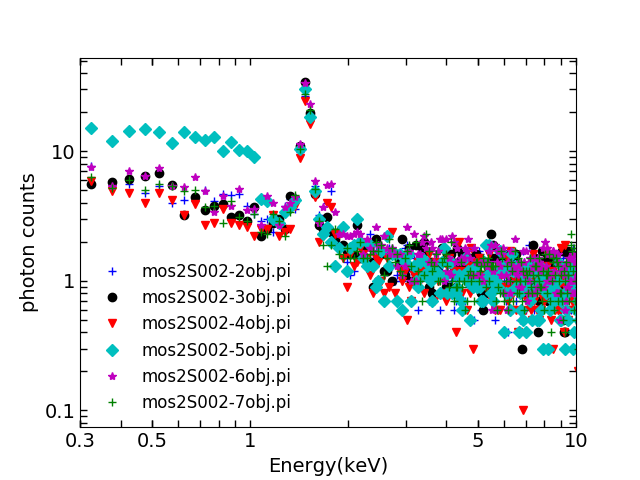 10
1
0.1
photon counts
mos2S002-2obj.pi
mos2S002-3obj.pi
mos2S002-4obj.pi
mos2S002-5obj.pi
mos2S002-6obj.pi
mos2S002-7obj.pi
0.3 0.5 1 5 10
Energy(keV)